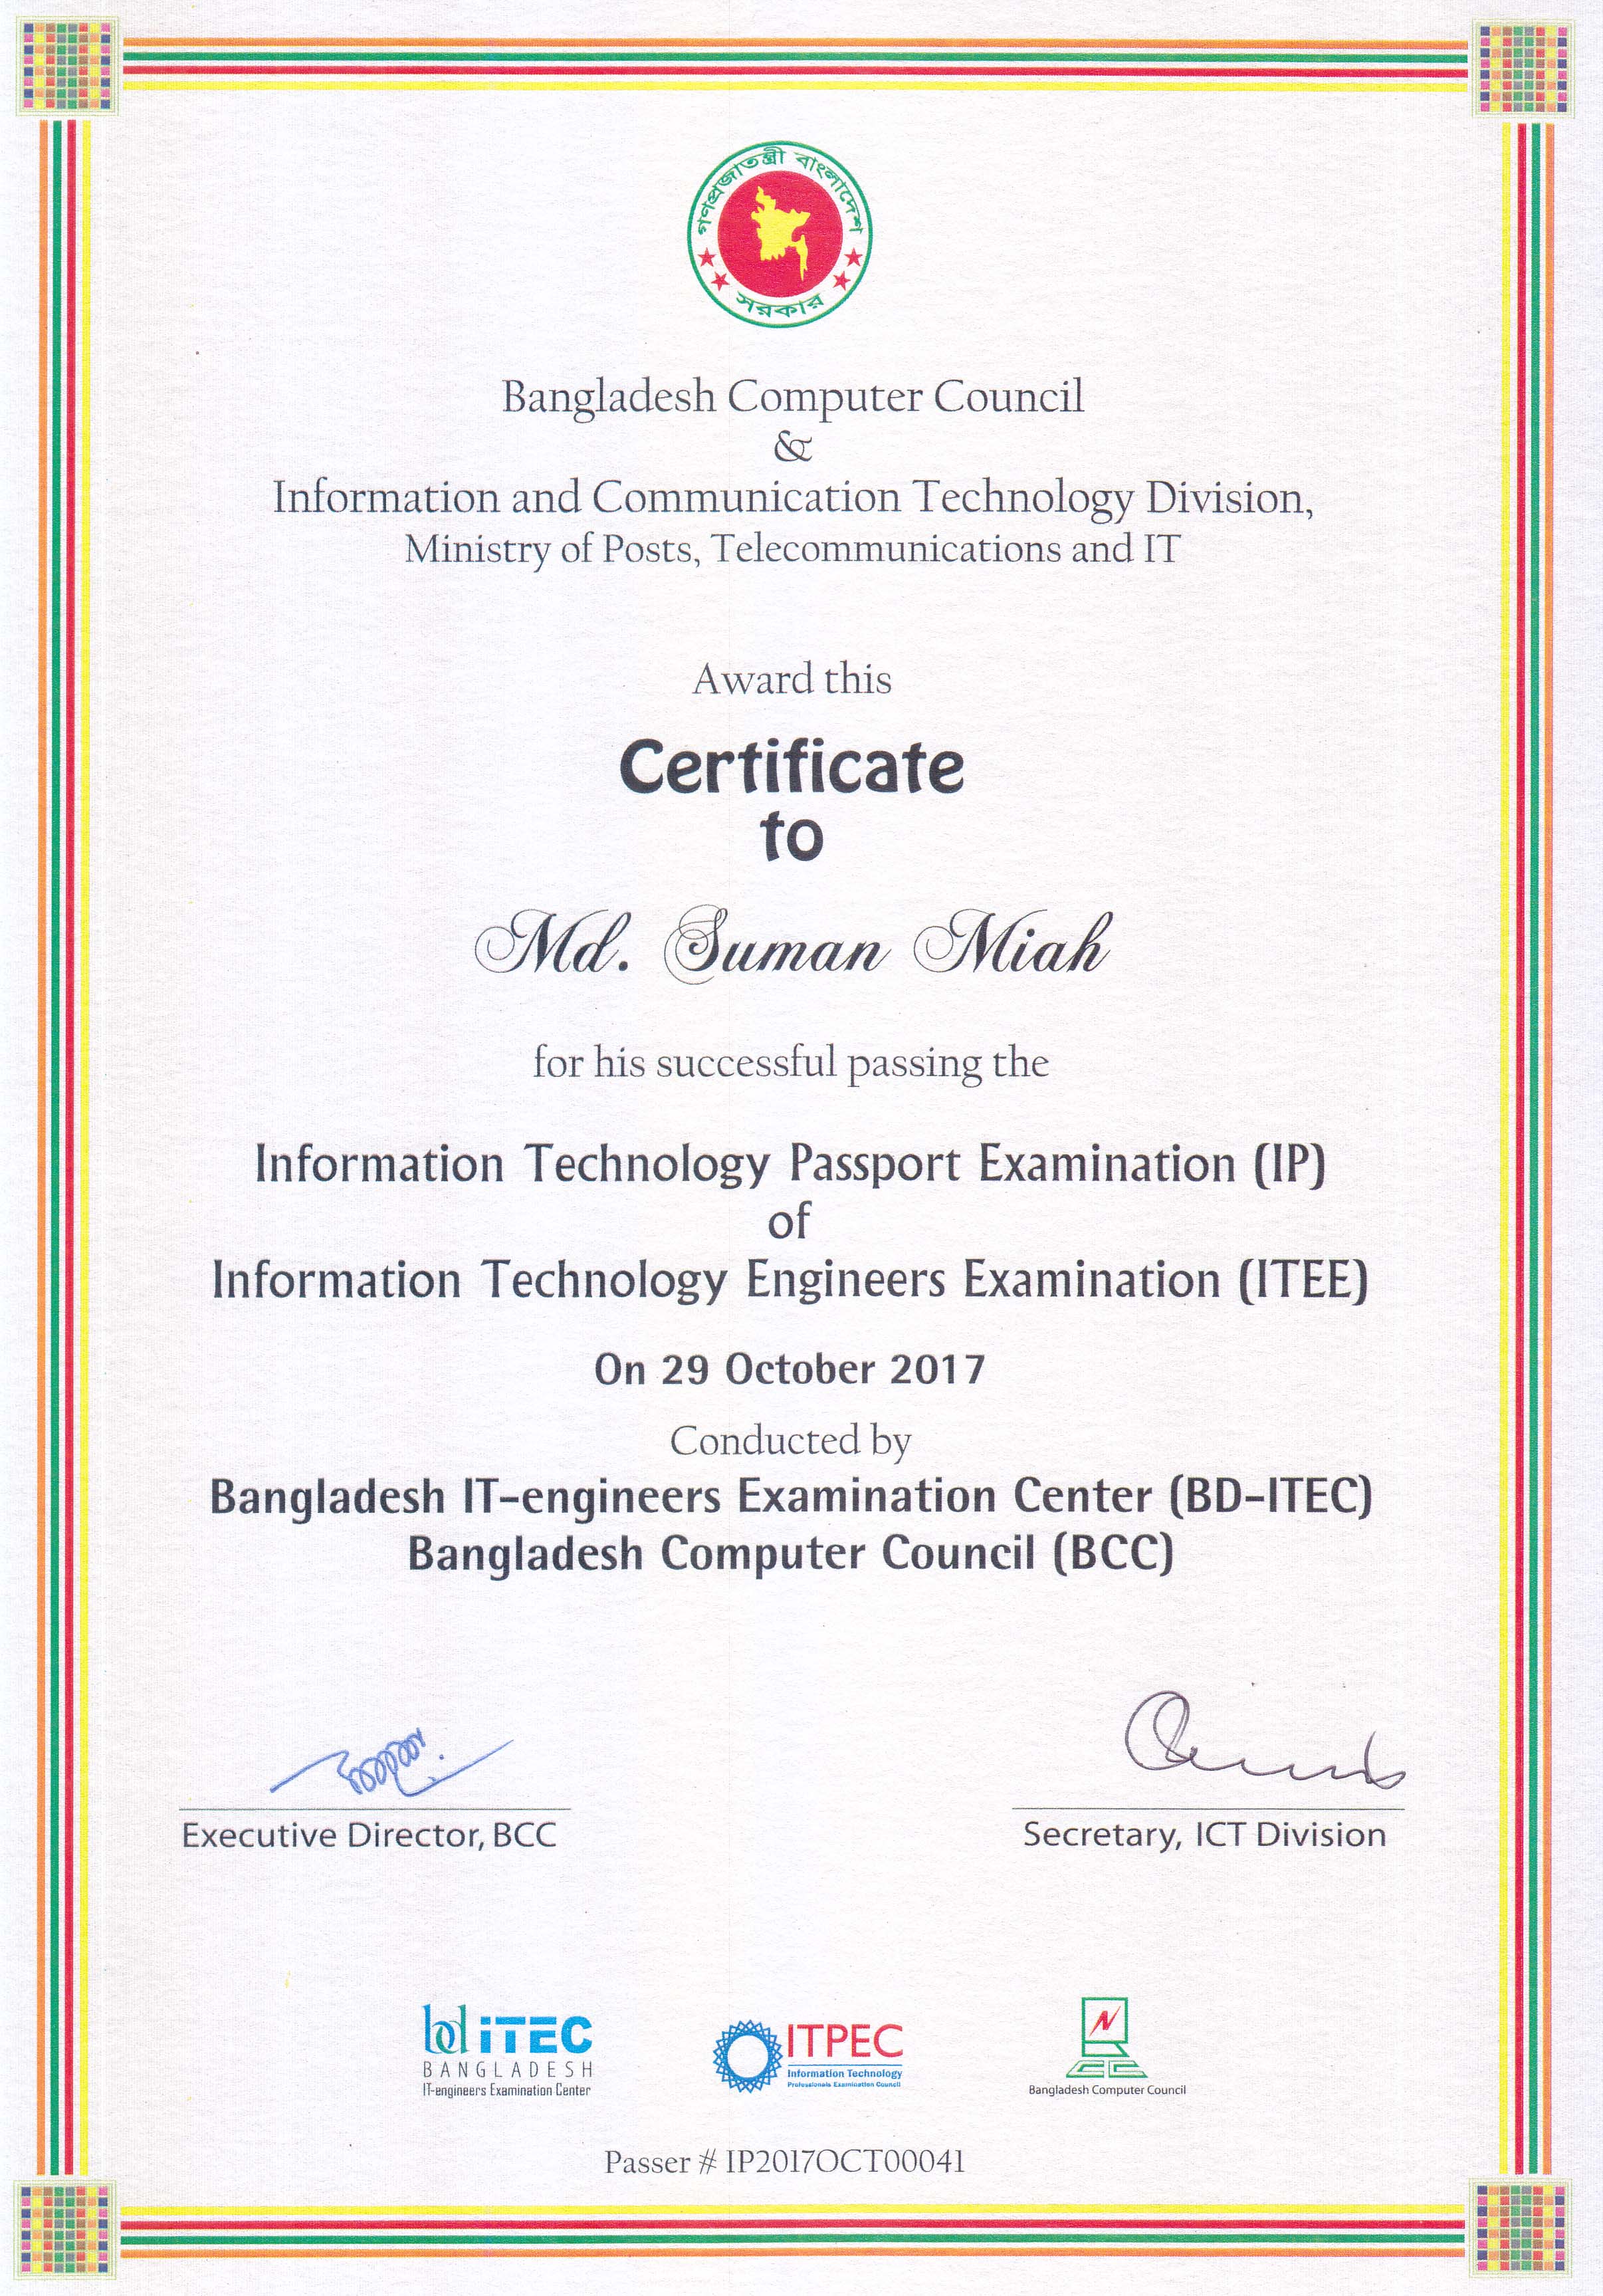 গণপ্রজাতন্ত্রী বাংলাদেশ
সরকার
Bangladesh Computer Council
&
Information and Communication Technology Division,
Ministry of Posts, Telecommunications and IT
Award this
Certificate
to
Md. Suman Miah
for his successful passing the
Information Technology Passport Examination (IP)
of
Information Technology Engineers Examination (ITEE)
On 29 October 2017
Conducted by
Bangladesh IT-engineers Examination Center (BD-ITEC)
Bangladesh Computer Council (BCC)
Executive Director, BCC
Secretary, ICT Division
bd iTEC
BANGLADESH
IT-engineers Examination Center
ITPEC
Information Technology
Professionals Examination Council
Bangladesh Computer Council
Passer # IP2017OCT00041